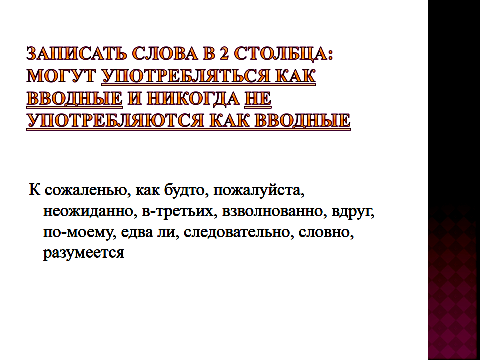 ЗАПИСАТЬ СЛОВА В 2 СТОЛБЦА:
МОГУТ УПОТРЕБЛЯТЬСЯ КАК
ВВОДНЫЕ И НИКОГДА НЕ
УПОТРЕБЛЯЮТСЯ КАК ВВОДНЫЕ
К сожаленью, как будто, пожалуйста,
неожиданно, в-третьих, взволнованно, вдруг,
по-моему, едва ли, следовательно, словно,
разумеется